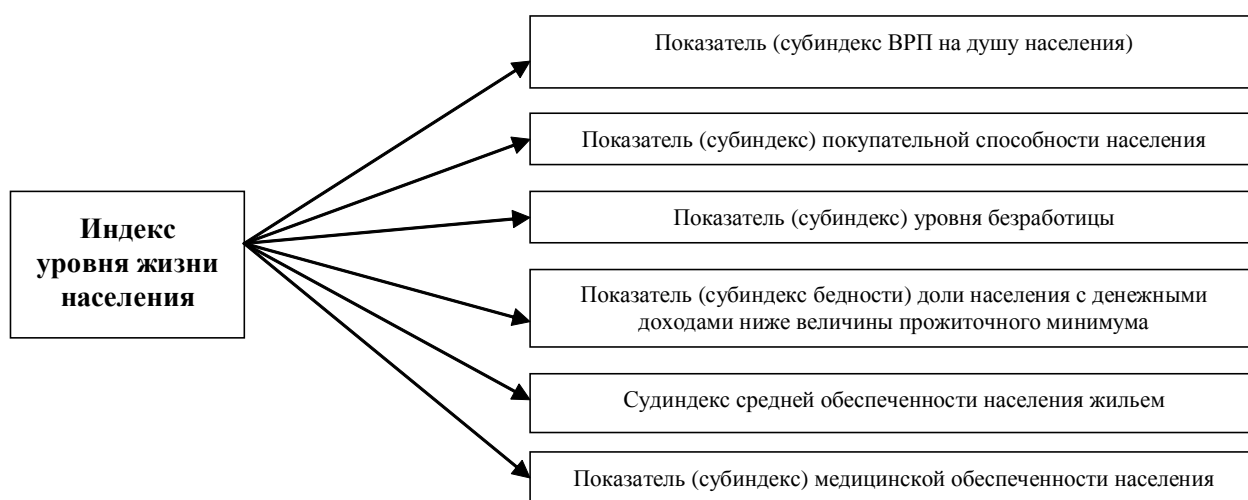 Показатель (субиндекс ВРП на душу населения)
Показатель (субиндекс) покупательной способности населения
Индекс
уровня жизни
населения
Показатель (субиндекс) уровня безработицы
Показатель (субиндекс бедности) доли населения с денежными
доходами ниже величины прожиточного минимума
Судиндекс средней обеспеченности населения жильем
Показатель (субиндекс) медицинской обеспеченности населения